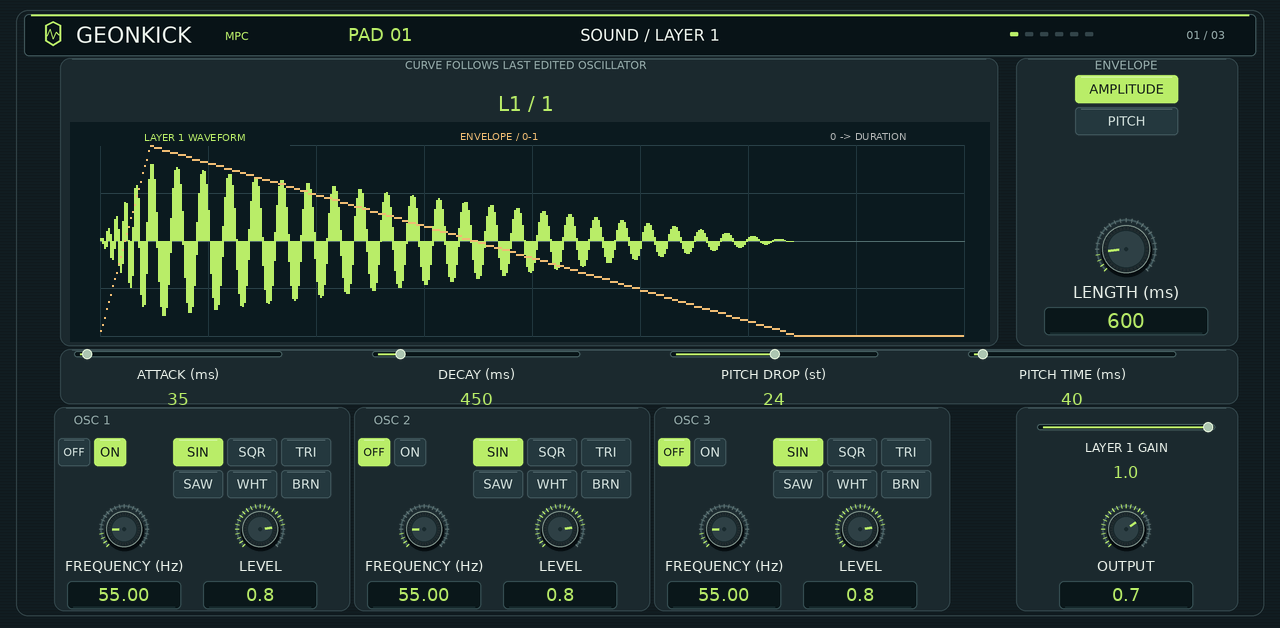 GEONKICK MPC PAD 01 SOUND / LAYER 1 01 / 03
CURVE FOLLOWS LAST EDITED OSCILLATOR
L1 / 1
LAYER 1 WAVEFORM ENVELOPE / 0-1 0 -> DURATION
ENVELOPE
AMPLITUDE
PITCH
LENGTH (ms)
600
ATTACK (ms) DECAY (ms) PITCH DROP (st) PITCH TIME (ms)
35 450 24 40
OSC 1
OFF ON SIN SQR TRI
SAW WHT BRN
FREQUENCY (Hz) LEVEL
55.00 0.8
OSC 2
OFF ON SIN SQR TRI
SAW WHT BRN
FREQUENCY (Hz) LEVEL
55.00 0.8
OSC 3
OFF ON SIN SQR TRI
SAW WHT BRN
FREQUENCY (Hz) LEVEL
55.00 0.8
LAYER 1 GAIN
1.0
OUTPUT
0.7